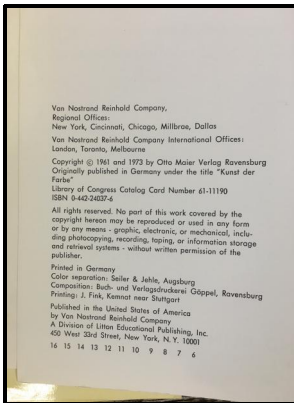 Van Nostrand Reinhold Company,
Regional Offices:
New York, Cincinnati, Chicago, Millbrae, Dallas
Van Nostrand Reinhold Company International Offices:
London, Toronto, Melbourne
Copyright © 1961 and 1973 by Otto Maier Verlag Ravensburg
Originally published in Germany under the title "Kunst der
Farbe"
Library of Congress Catalog Card Number 61-11190
ISBN 0-442-24037-6
All rights reserved. No part of this work covered by the
copyright hereon may be reproduced or used in any form
or by any means - graphic, electronic, or mechanical, inclu-
ding photocopying, recording, taping, or information storage
and retrieval systems - without written permission of the
publisher.
Printed in Germany
Color separation: Seiler & Jehle, Augsburg
Composition: Buch- und Verlagsdruckerei Göppel, Ravensburg
Printing: J. Fink, Kemnat near Stuttgart
Published in the United States of America
by Van Nostrand Reinhold Company
A Division of Litton Educational Publishing, Inc.
450 West 33rd Street, New York, N.Y. 10001
16 15 14 13 12 11 10 9 8 7 6